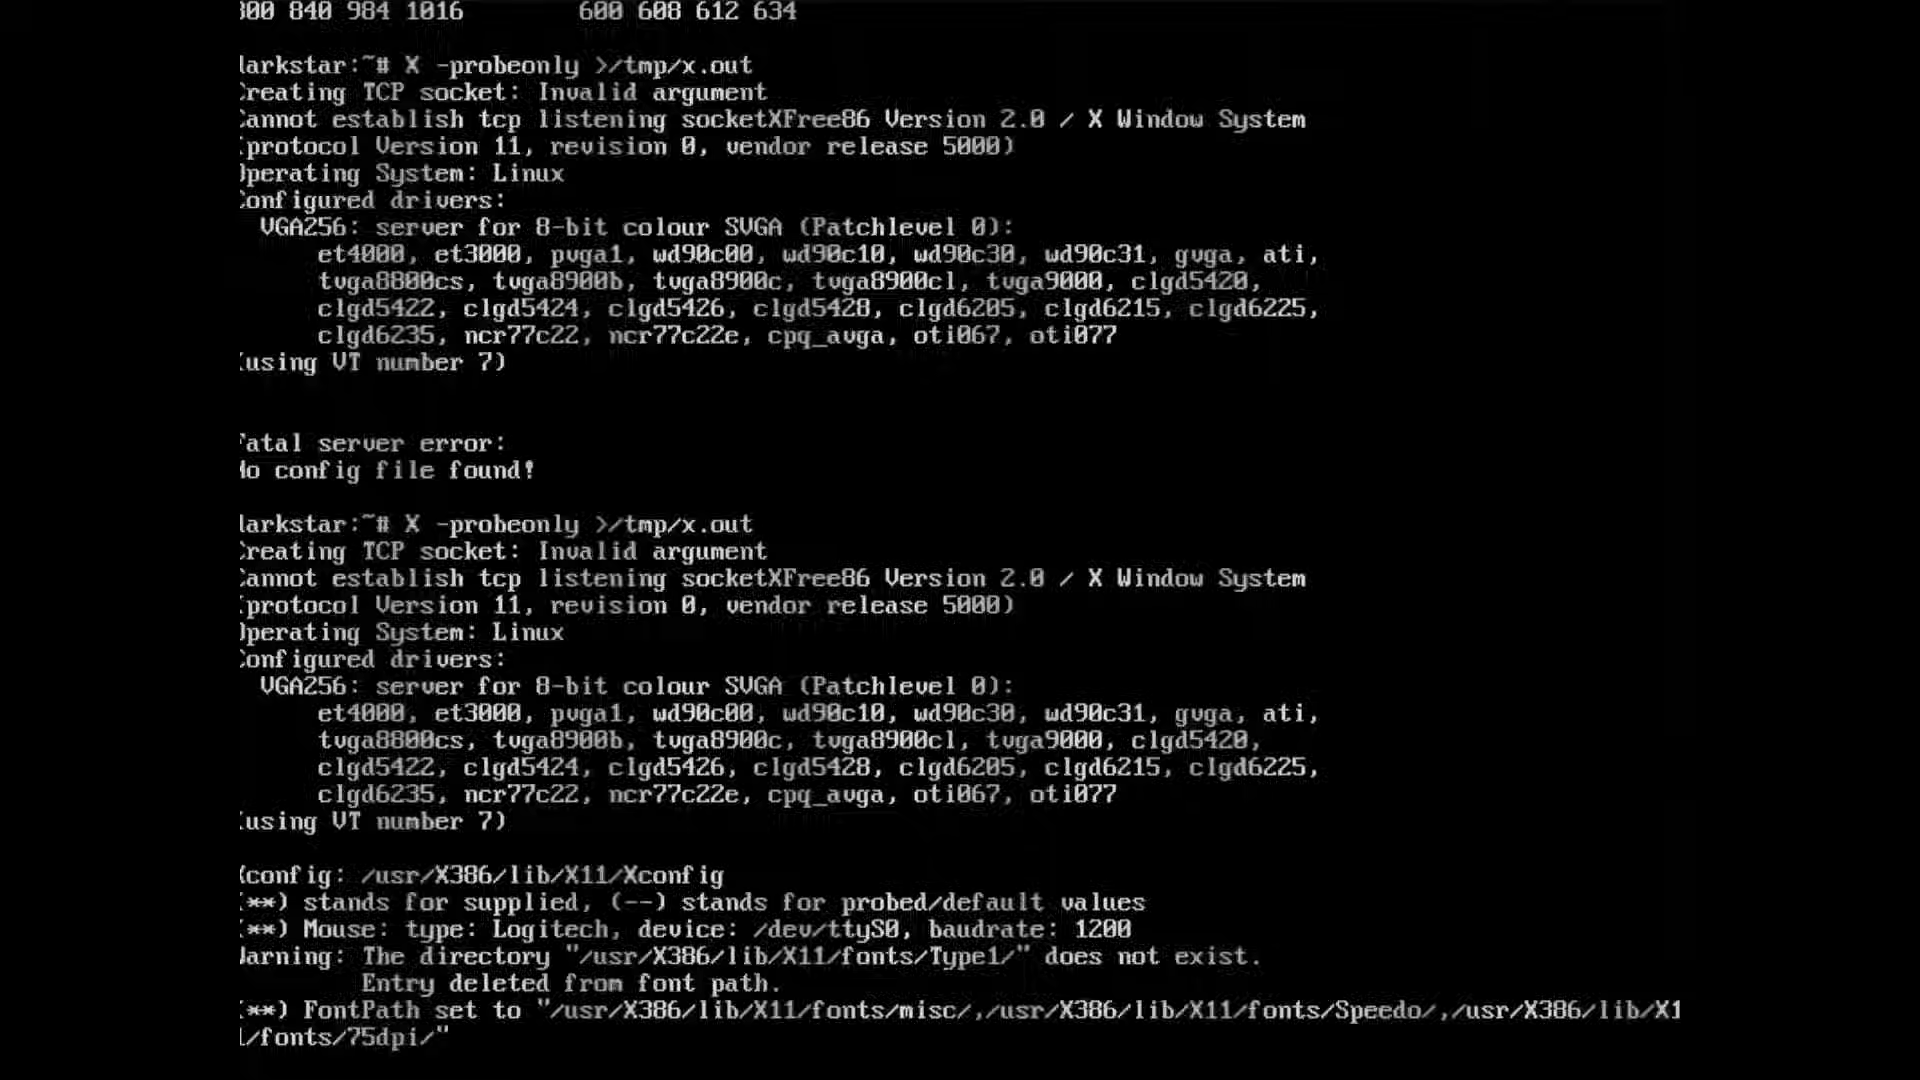 800 840 984 1016        600 608 612 634
darkstar:~# X -probeonly >/tmp/x.out
Creating TCP socket: Invalid argument
Cannot establish tcp listening socketXFree86 Version 2.0 / X Window System
(protocol Version 11, revision 0, vendor release 5000)
Operating System: Linux
Configured drivers:
VGA256: server for 8-bit colour SVGA (Patchlevel 0):
et4000, et3000, pvga1, wd90c00, wd90c10, wd90c30, wd90c31, gvga, ati,
tvga8800cs, tvga8900b, tvga8900c, tvga8900cl, tvga9000, clgd5420,
clgd5422, clgd5424, clgd5426, clgd5428, clgd6205, clgd6215, clgd6225,
clgd6235, ncr77c22, ncr77c22e, cpq_avga, oti067, oti077
(using VT number 7)
Fatal server error:
No config file found!
darkstar:~# X -probeonly >/tmp/x.out
Creating TCP socket: Invalid argument
Cannot establish tcp listening socketXFree86 Version 2.0 / X Window System
(protocol Version 11, revision 0, vendor release 5000)
Operating System: Linux
Configured drivers:
VGA256: server for 8-bit colour SVGA (Patchlevel 0):
et4000, et3000, pvga1, wd90c00, wd90c10, wd90c30, wd90c31, gvga, ati,
tvga8800cs, tvga8900b, tvga8900c, tvga8900cl, tvga9000, clgd5420,
clgd5422, clgd5424, clgd5426, clgd5428, clgd6205, clgd6215, clgd6225,
clgd6235, ncr77c22, ncr77c22e, cpq_avga, oti067, oti077
(using VT number 7)
Xconfig: /usr/X386/lib/X11/Xconfig
(**) stands for supplied, (--) stands for probed/default values
(**) Mouse: type: Logitech, device: /dev/ttyS0, baudrate: 1200
Warning: The directory "/usr/X386/lib/X11/fonts/Type1/" does not exist.
Entry deleted from font path.
(**) FontPath set to "/usr/X386/lib/X11/fonts/misc/,/usr/X386/lib/X11/fonts/Speedo/,/usr/X386/lib/X1
1/fonts/75dpi/"